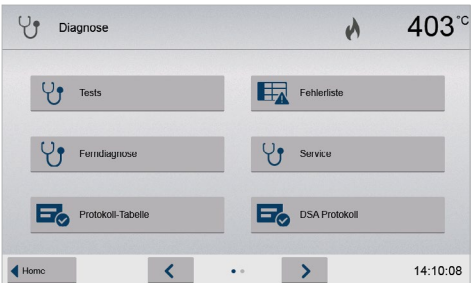 Diagnose
403 °C
Tests
Fehlerliste
Ferndiagnose
Service
Protokoll-Tabelle
DSA Protokoll
Home
14:10:08